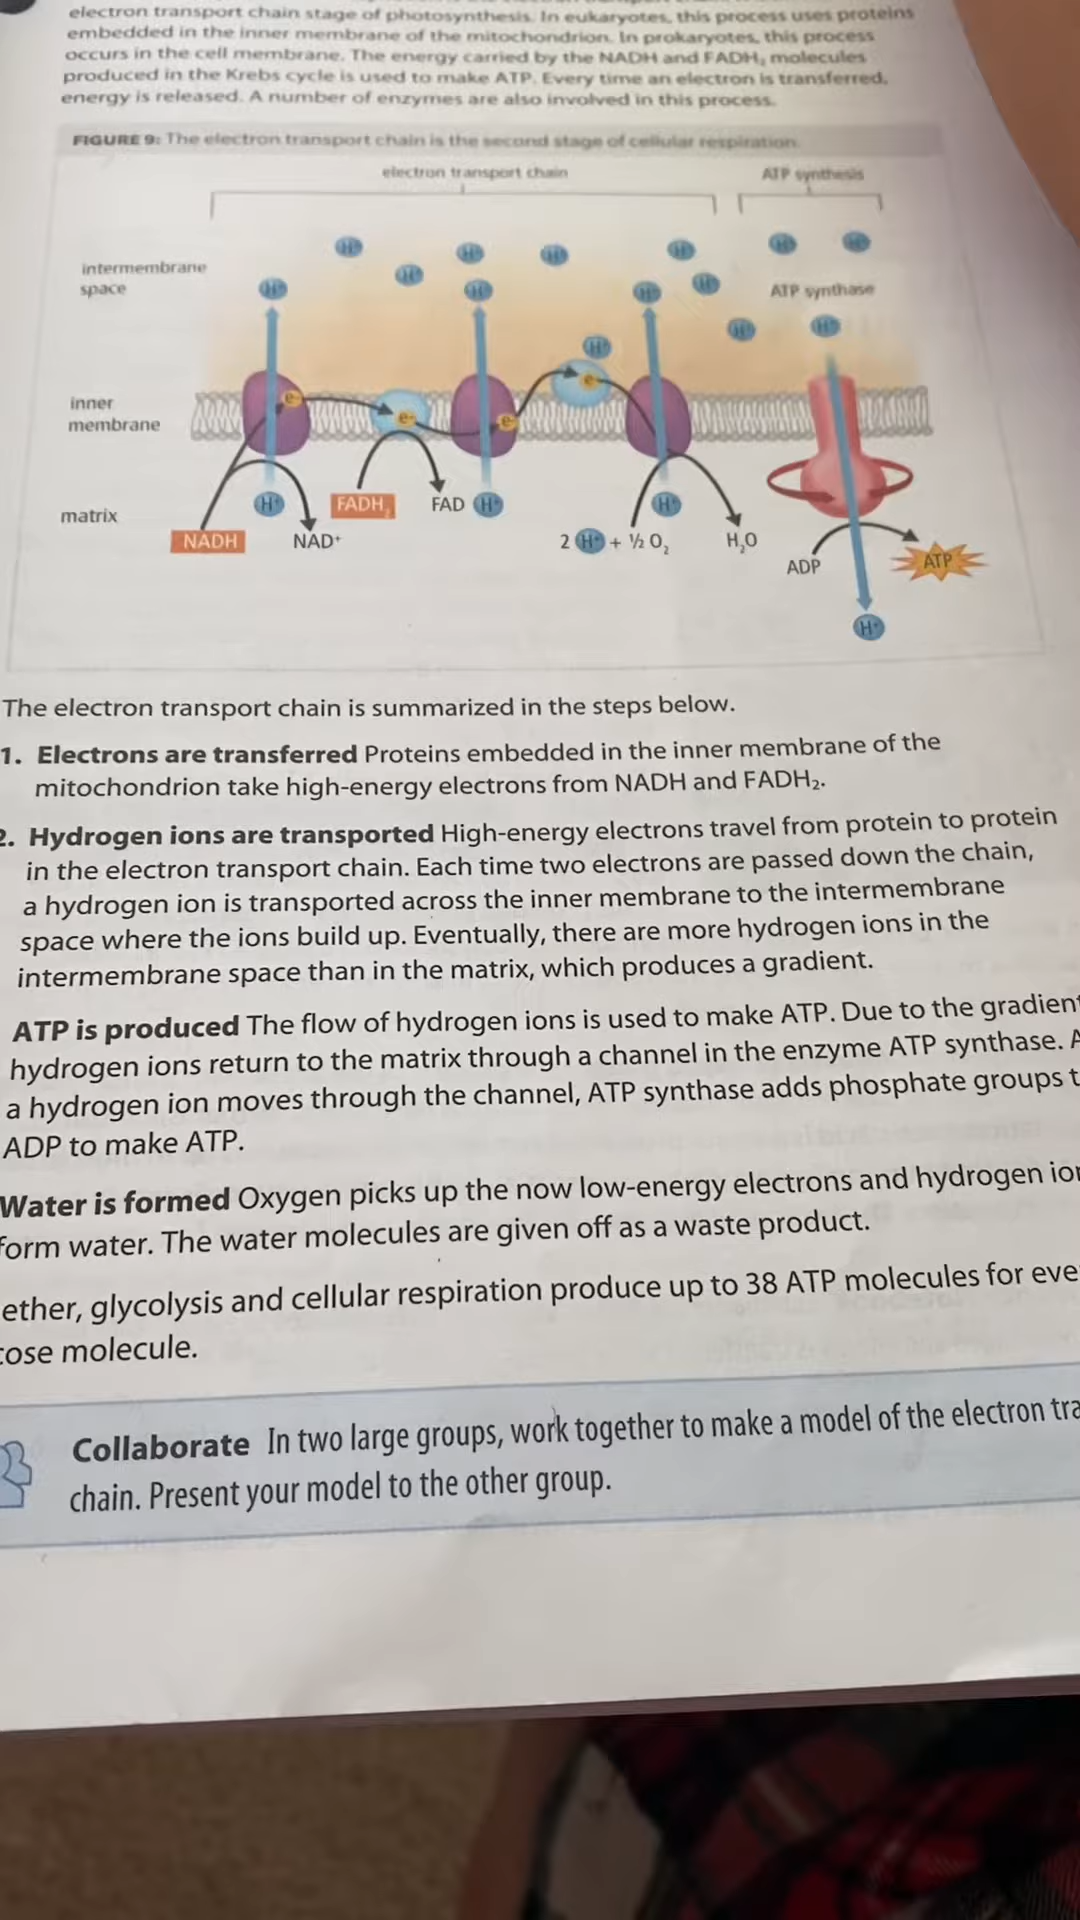 electron transport chain stage of photosynthesis. In eukaryotes, this process uses proteins
embedded in the inner membrane of the mitochondrion. In prokaryotes, this process
occurs in the cell membrane. The energy carried by the NADH and FADH₂ molecules
produced in the Krebs cycle is used to make ATP. Every time an electron is transferred,
energy is released. A number of enzymes are also involved in this process.
FIGURE 9: The electron transport chain is the second stage of cellular respiration.
electron transport chain
ATP synthesis
H⁺ H⁺
H⁺ H⁺ H⁺ H⁺
H⁺ H⁺
intermembrane
space
H⁺ H⁺ H⁺
ATP synthase
H⁺ H⁺
H⁺
e-
inner
membrane
e- e- e-
matrix
H⁺
FADH₂
FAD H⁺
H⁺
NADH
NAD⁺
2 H⁺ + ½ O₂
H₂O
ADP
ATP
H⁺
The electron transport chain is summarized in the steps below.
1. Electrons are transferred Proteins embedded in the inner membrane of the
mitochondrion take high-energy electrons from NADH and FADH₂.
2. Hydrogen ions are transported High-energy electrons travel from protein to protein
in the electron transport chain. Each time two electrons are passed down the chain,
a hydrogen ion is transported across the inner membrane to the intermembrane
space where the ions build up. Eventually, there are more hydrogen ions in the
intermembrane space than in the matrix, which produces a gradient.
ATP is produced The flow of hydrogen ions is used to make ATP. Due to the gradient
hydrogen ions return to the matrix through a channel in the enzyme ATP synthase. A
a hydrogen ion moves through the channel, ATP synthase adds phosphate groups t
ADP to make ATP.
Water is formed Oxygen picks up the now low-energy electrons and hydrogen ion
form water. The water molecules are given off as a waste product.
ether, glycolysis and cellular respiration produce up to 38 ATP molecules for eve
cose molecule.
Collaborate In two large groups, work together to make a model of the electron tra
chain. Present your model to the other group.